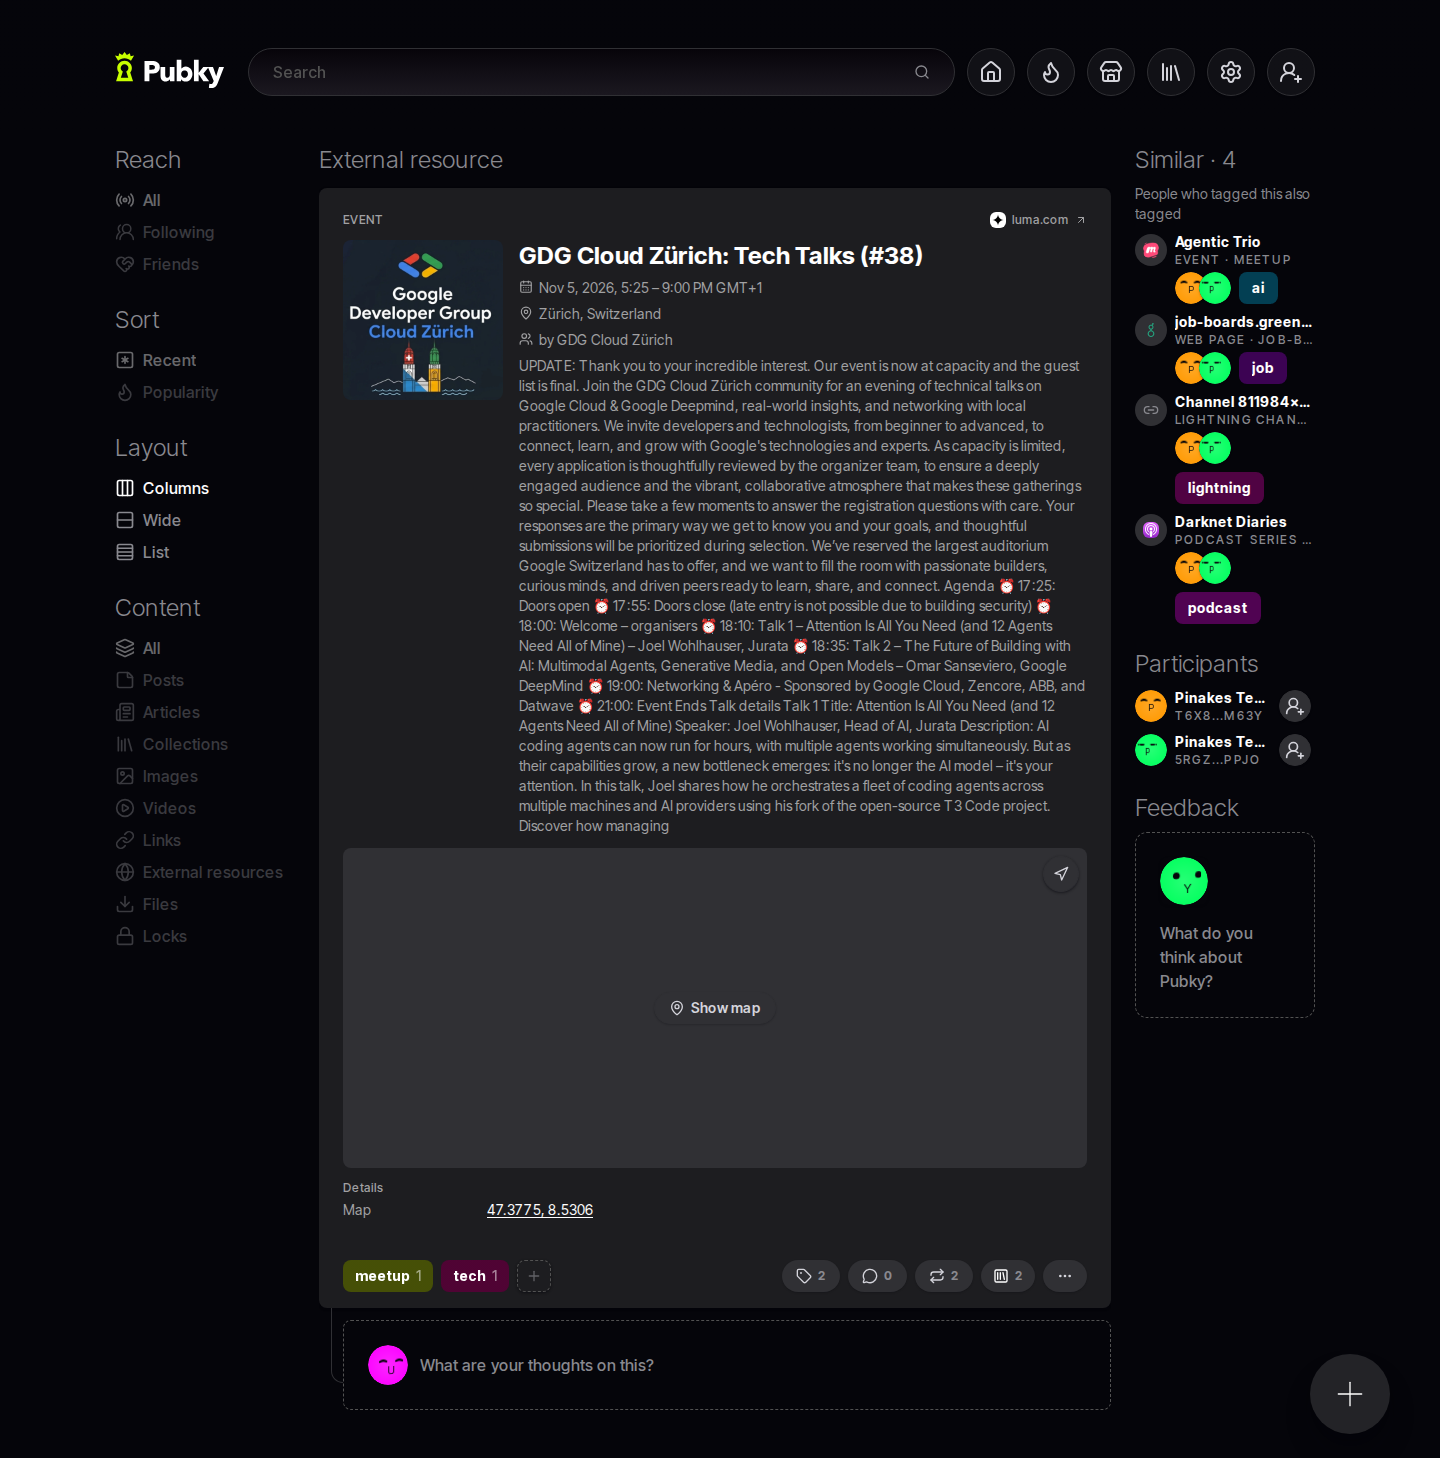 Pubky
Search
Reach
All
Following
Friends
Sort
Recent
Popularity
Layout
Columns
Wide
List
Content
All
Posts
Articles
Collections
Images
Videos
Links
External resources
Files
Locks
External resource
EVENT
luma.com
Google
Developer Group
Cloud Zürich
GDG Cloud Zürich: Tech Talks (#38)
Nov 5, 2026, 5:25 – 9:00 PM GMT+1
Zürich, Switzerland
by GDG Cloud Zürich
UPDATE: Thank you to your incredible interest. Our event is now at capacity and the guest
list is final. Join the GDG Cloud Zürich community for an evening of technical talks on
Google Cloud & Google Deepmind, real-world insights, and networking with local
practitioners. We invite developers and technologists, from beginner to advanced, to
connect, learn, and grow with Google's technologies and experts. As capacity is limited,
every application is thoughtfully reviewed by the organizer team, to ensure a deeply
engaged audience and the vibrant, collaborative atmosphere that makes these gatherings
so special. Please take a few moments to answer the registration questions with care. Your
responses are the primary way we get to know you and your goals, and thoughtful
submissions will be prioritized during selection. We’ve reserved the largest auditorium
Google Switzerland has to offer, and we want to fill the room with passionate builders,
curious minds, and driven peers ready to learn, share, and connect. Agenda ⏰ 17:25:
Doors open ⏰ 17:55: Doors close (late entry is not possible due to building security) ⏰
18:00: Welcome – organisers ⏰ 18:10: Talk 1 – Attention Is All You Need (and 12 Agents
Need All of Mine) – Joel Wohlhauser, Jurata ⏰ 18:35: Talk 2 – The Future of Building with
AI: Multimodal Agents, Generative Media, and Open Models – Omar Sanseviero, Google
DeepMind ⏰ 19:00: Networking & Apéro - Sponsored by Google Cloud, Zencore, ABB, and
Datwave ⏰ 21:00: Event Ends Talk details Talk 1 Title: Attention Is All You Need (and 12
Agents Need All of Mine) Speaker: Joel Wohlhauser, Head of AI, Jurata Description: AI
coding agents can now run for hours, with multiple agents working simultaneously. But as
their capabilities grow, a new bottleneck emerges: it's no longer the AI model – it's your
attention. In this talk, Joel shares how he orchestrates a fleet of coding agents across
multiple machines and AI providers using his fork of the open-source T3 Code project.
Discover how managing
Show map
Details
Map 47.3775, 8.5306
meetup 1 tech 1
2 0 2 2
U
What are your thoughts on this?
Similar · 4
People who tagged this also
tagged
Agentic Trio
EVENT · MEETUP
P P ai
job-boards.green...
WEB PAGE · JOB-B...
P P job
Channel 811984×...
LIGHTNING CHAN...
P P
lightning
Darknet Diaries
PODCAST SERIES ...
P P
podcast
Participants
P
Pinakes Te...
T6X8...M63Y
P
Pinakes Te...
5RGZ...PPJO
Feedback
Y
What do you
think about
Pubky?